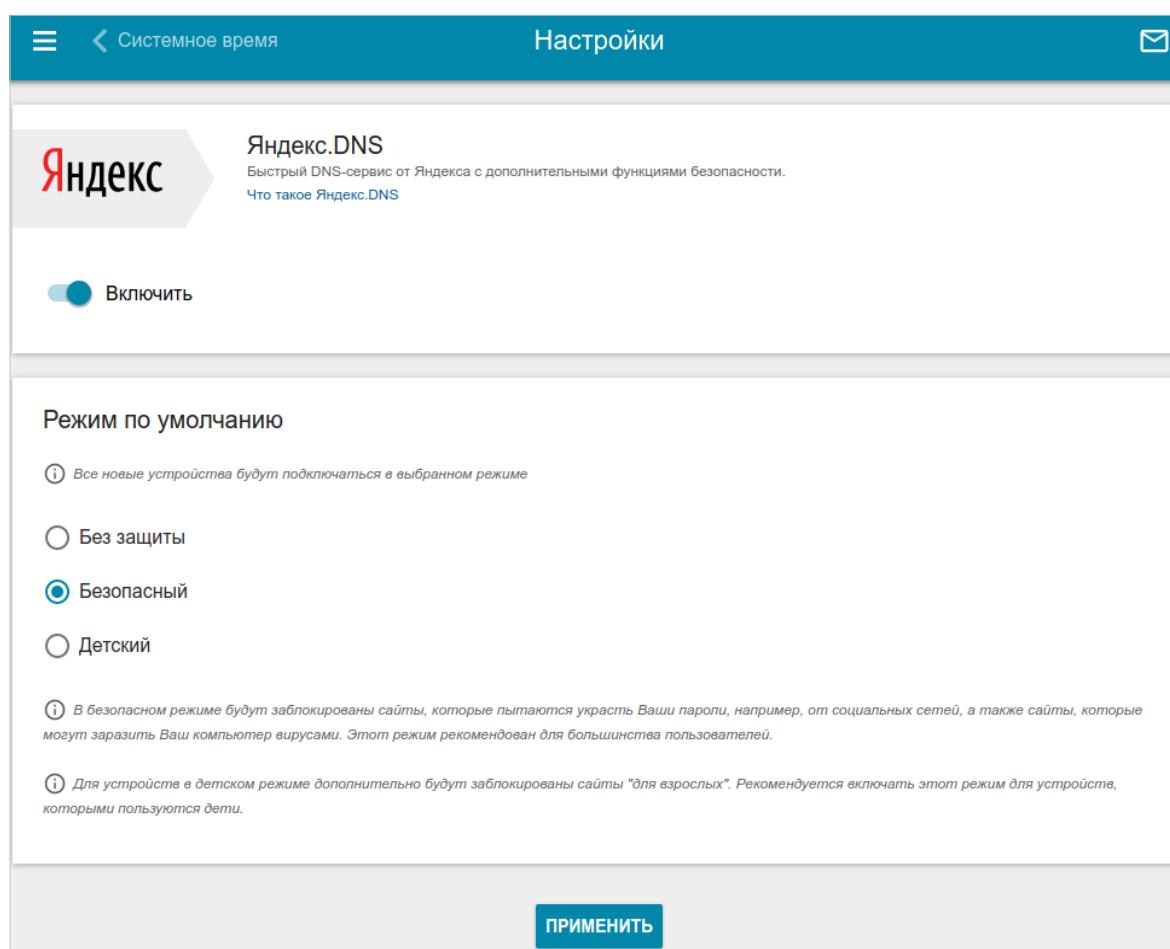 Системное время
Настройки
Яндекс
Яндекс.DNS
Быстрый DNS-сервис от Яндекса с дополнительными функциями безопасности.
Что такое Яндекс.DNS
Включить
Режим по умолчанию
Все новые устройства будут подключаться в выбранном режиме
Без защиты
Безопасный
Детский
В безопасном режиме будут заблокированы сайты, которые пытаются украсть Ваши пароли, например, от социальных сетей, а также сайты, которые
могут заразить Ваш компьютер вирусами. Этот режим рекомендован для большинства пользователей.
Для устройств в детском режиме дополнительно будут заблокированы сайты "для взрослых". Рекомендуется включать этот режим для устройств,
которыми пользуются дети.
ПРИМЕНИТЬ